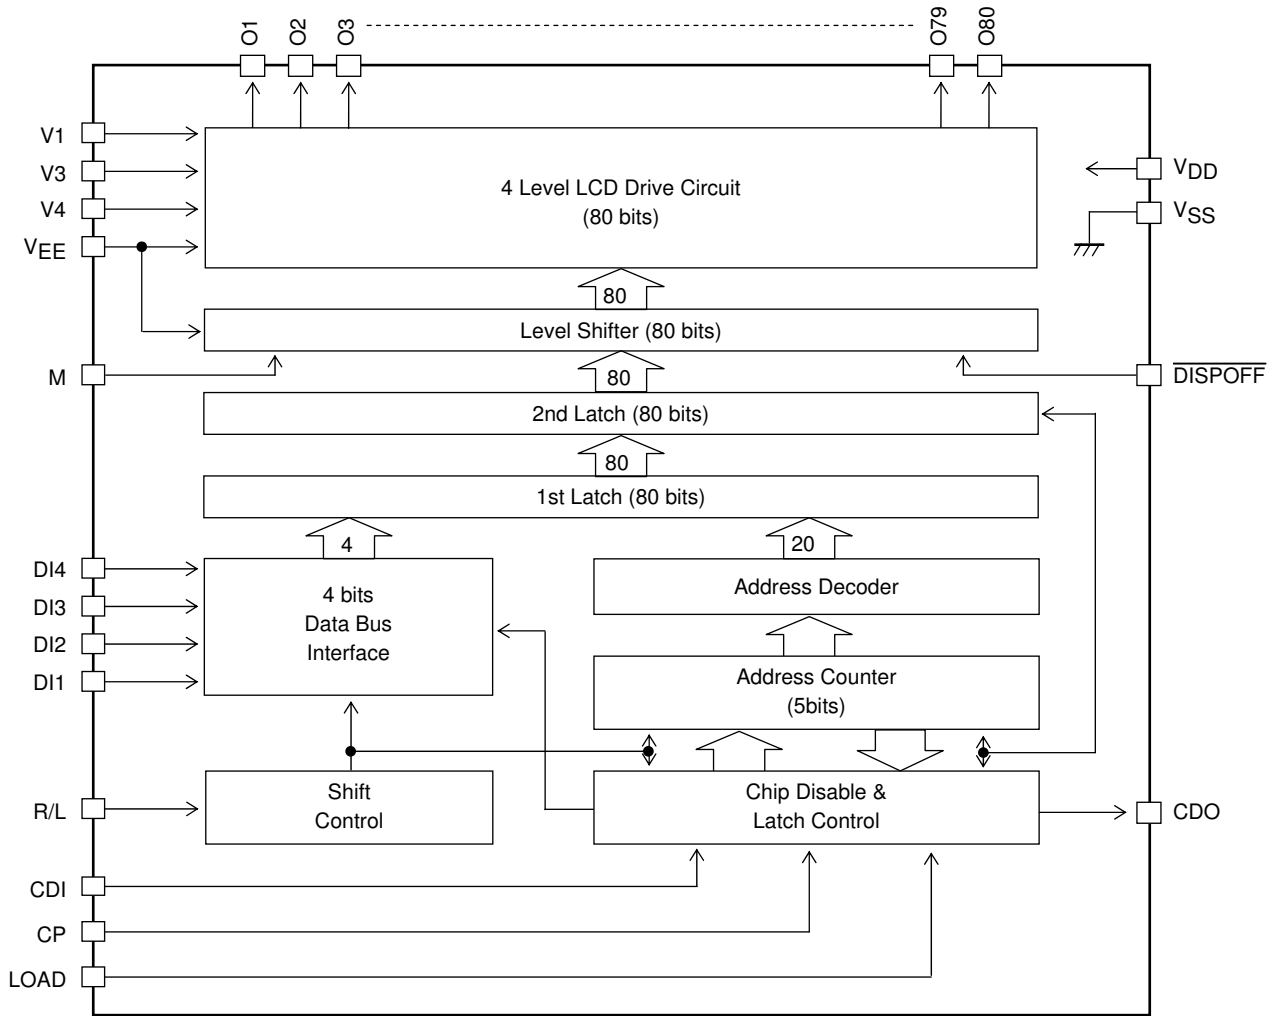 O1
O2
O3
O79
O80
V1
V3
V4
VEE
VDD
VSS
4 Level LCD Drive Circuit
(80 bits)
80
Level Shifter (80 bits)
M
DISPOFF
80
2nd Latch (80 bits)
80
1st Latch (80 bits)
4
20
DI4
DI3
DI2
DI1
4 bits
Data Bus
Interface
Address Decoder
Address Counter
(5bits)
R/L
Shift
Control
Chip Disable &
Latch Control
CDO
CDI
CP
LOAD